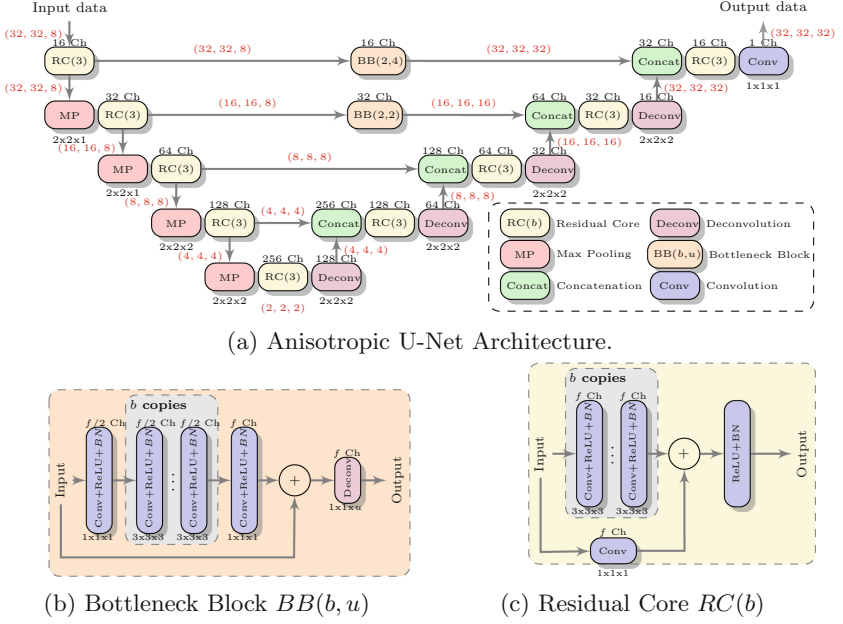 Input data
Output data
(32, 32, 8)
16 Ch
RC(3)
(32, 32, 8)
16 Ch
BB(2,4)
(32, 32, 32)
32 Ch
Concat
16 Ch
RC(3)
1 Ch
Conv
1x1x1
(32, 32, 32)
(32, 32, 8)
MP
2x2x1
32 Ch
RC(3)
(16, 16, 8)
32 Ch
BB(2,2)
(16, 16, 16)
64 Ch
Concat
32 Ch
RC(3)
16 Ch
Deconv
2x2x2
(32, 32, 32)
(16, 16, 8)
MP
2x2x1
64 Ch
RC(3)
(8, 8, 8)
128 Ch
Concat
64 Ch
RC(3)
32 Ch
Deconv
2x2x2
(16, 16, 16)
(8, 8, 8)
MP
2x2x2
128 Ch
RC(3)
(4, 4, 4)
256 Ch
Concat
128 Ch
RC(3)
64 Ch
Deconv
2x2x2
(8, 8, 8)
(4, 4, 4)
MP
2x2x2
256 Ch
RC(3)
(2, 2, 2)
128 Ch
Deconv
2x2x2
(4, 4, 4)
RC(b)
Residual Core
Deconv
Deconvolution
MP
Max Pooling
BB(b,u)
Bottleneck Block
Concat
Concatenation
Conv
Convolution
(a) Anisotropic U-Net Architecture.
b copies
Input
f/2 Ch
Conv+ReLU+BN
1x1x1
f/2 Ch
Conv+ReLU+BN
3x3x3
...
f/2 Ch
Conv+ReLU+BN
3x3x3
f Ch
Conv+ReLU+BN
1x1x1
+
f Ch
Deconv
1x1xu
Output
(b) Bottleneck Block BB(b, u)
b copies
Input
f Ch
Conv+ReLU+BN
3x3x3
...
f Ch
Conv+ReLU+BN
3x3x3
+
ReLU+BN
Output
f Ch
Conv
1x1x1
(c) Residual Core RC(b)